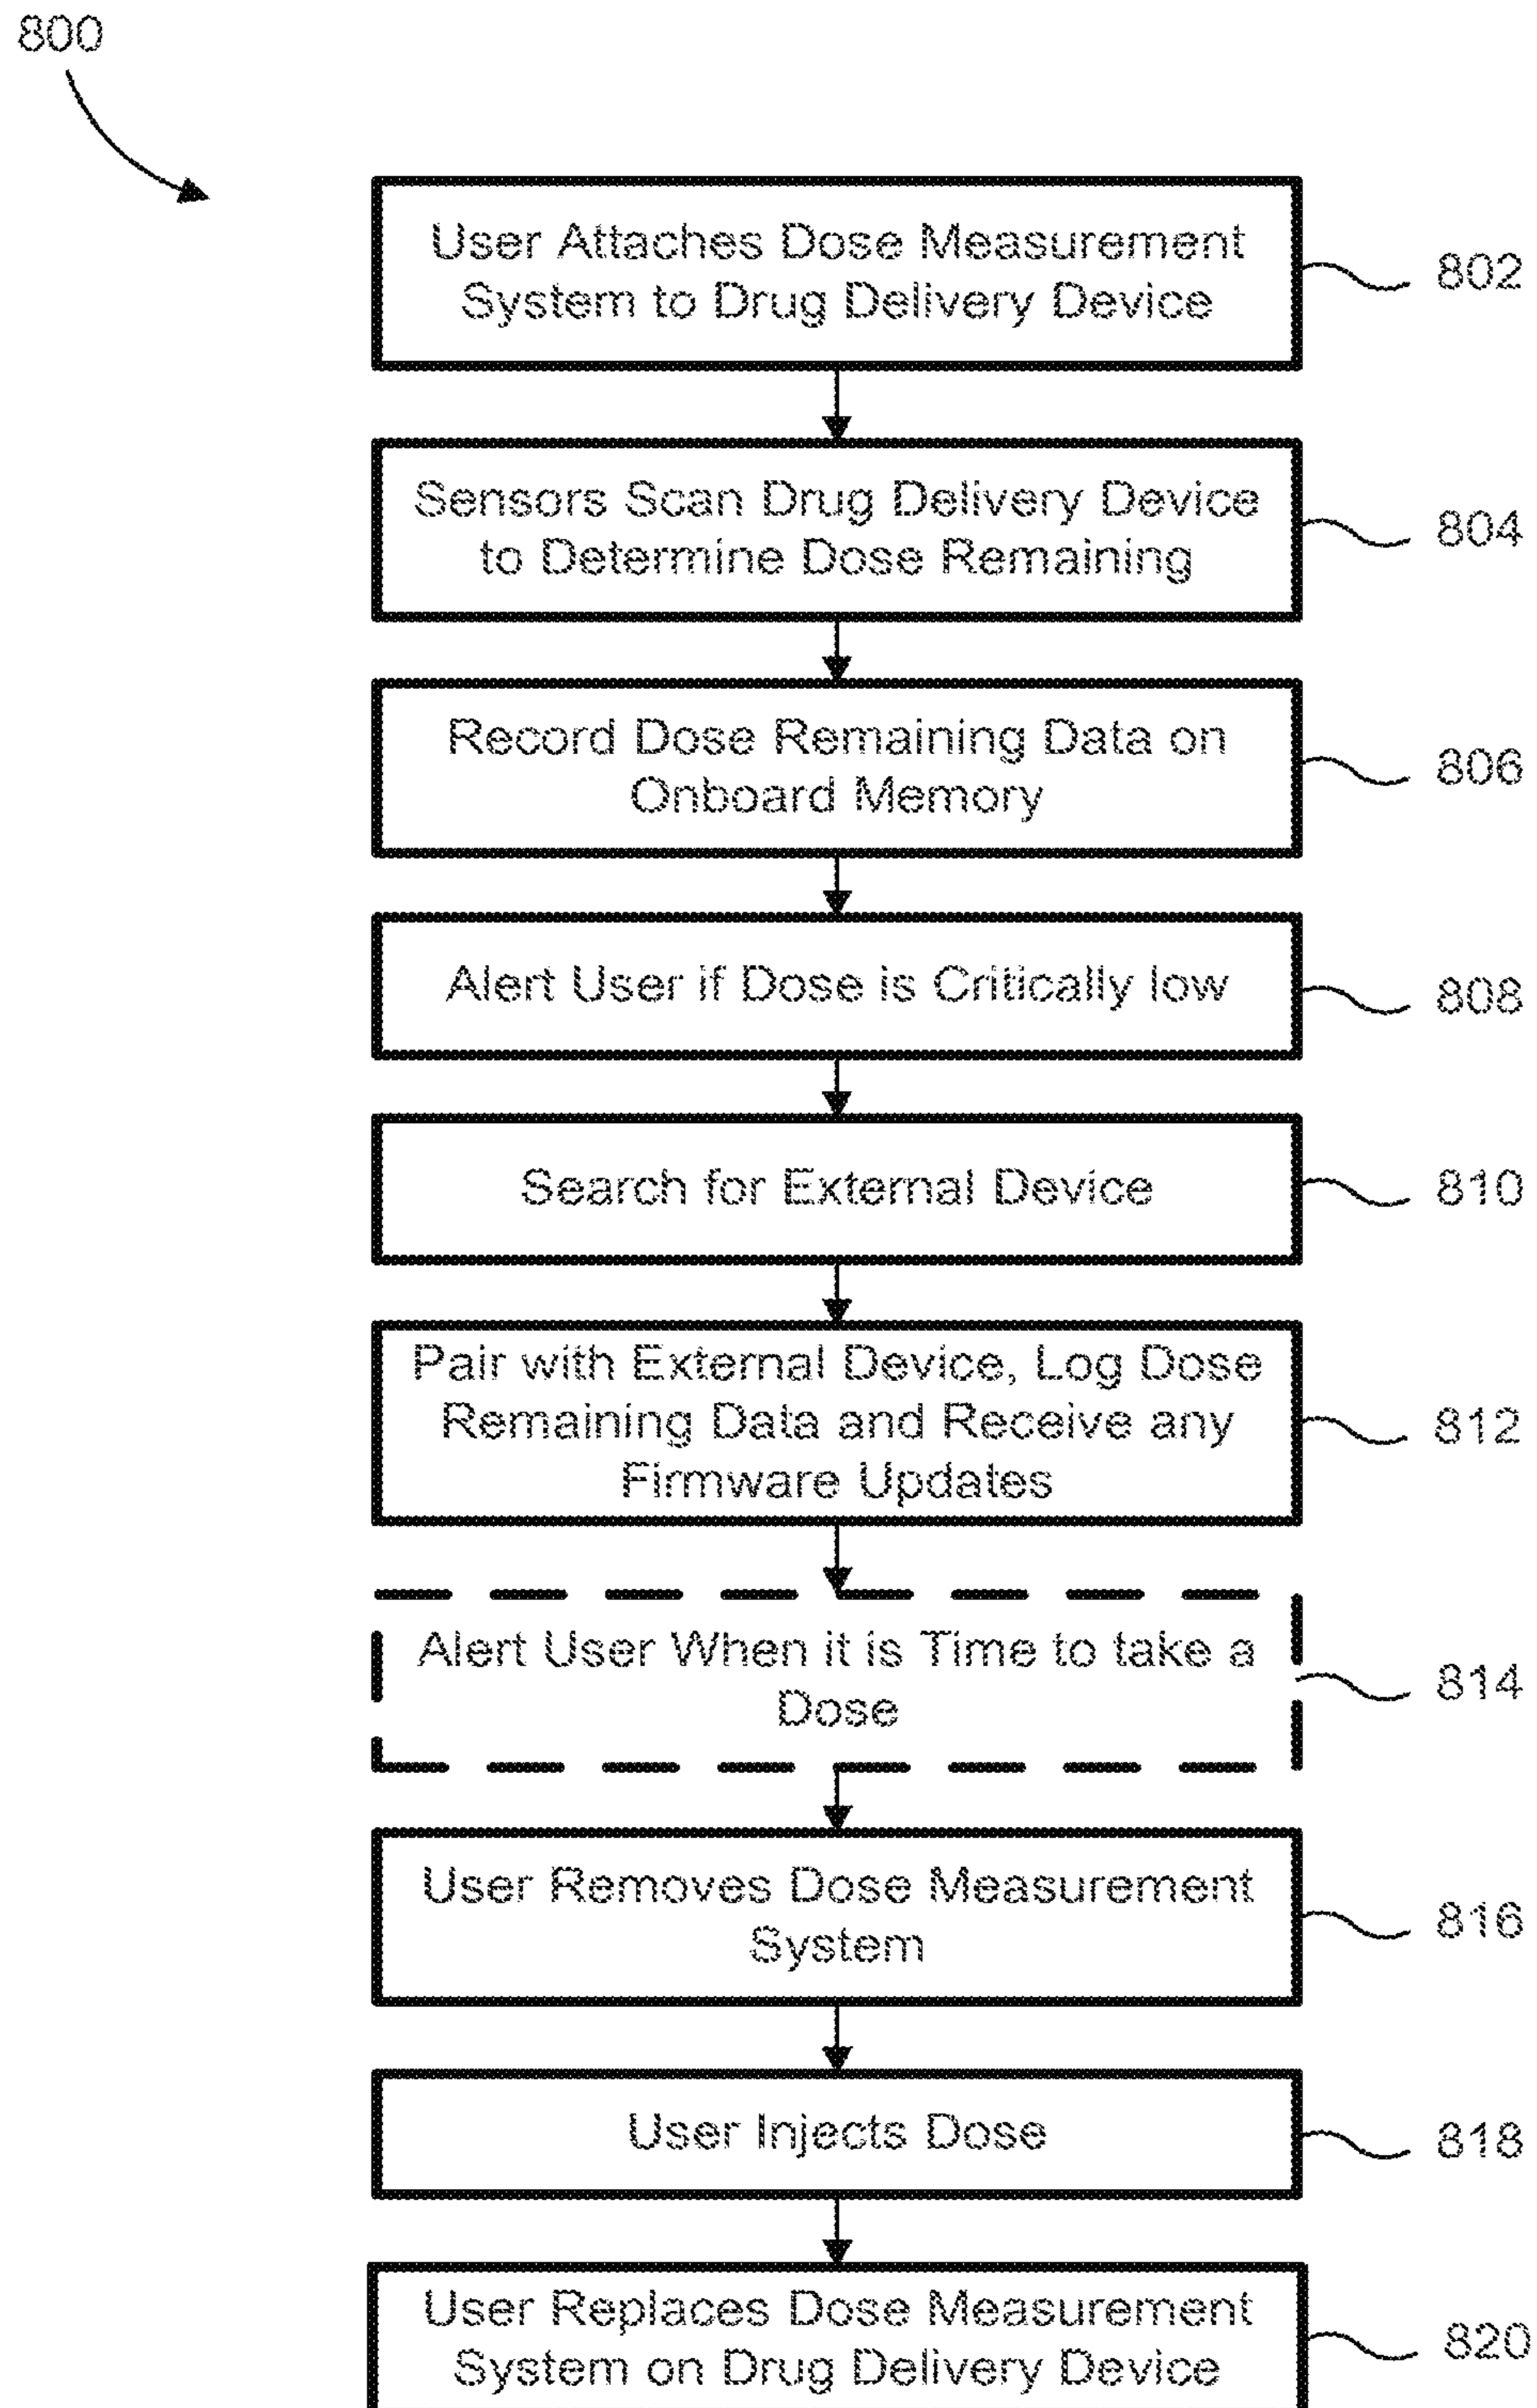 800
User Attaches Dose Measurement
System to Drug Delivery Device
802
Sensors Scan Drug Delivery Device
to Determine Dose Remaining
804
Record Dose Remaining Data on
Onboard Memory
806
Alert User if Dose is Critically low
808
Search for External Device
810
Pair with External Device, Log Dose
Remaining Data and Receive any
Firmware Updates
812
Alert User When it is Time to take a
Dose
814
User Removes Dose Measurement
System
816
User Injects Dose
818
User Replaces Dose Measurement
System on Drug Delivery Device
820